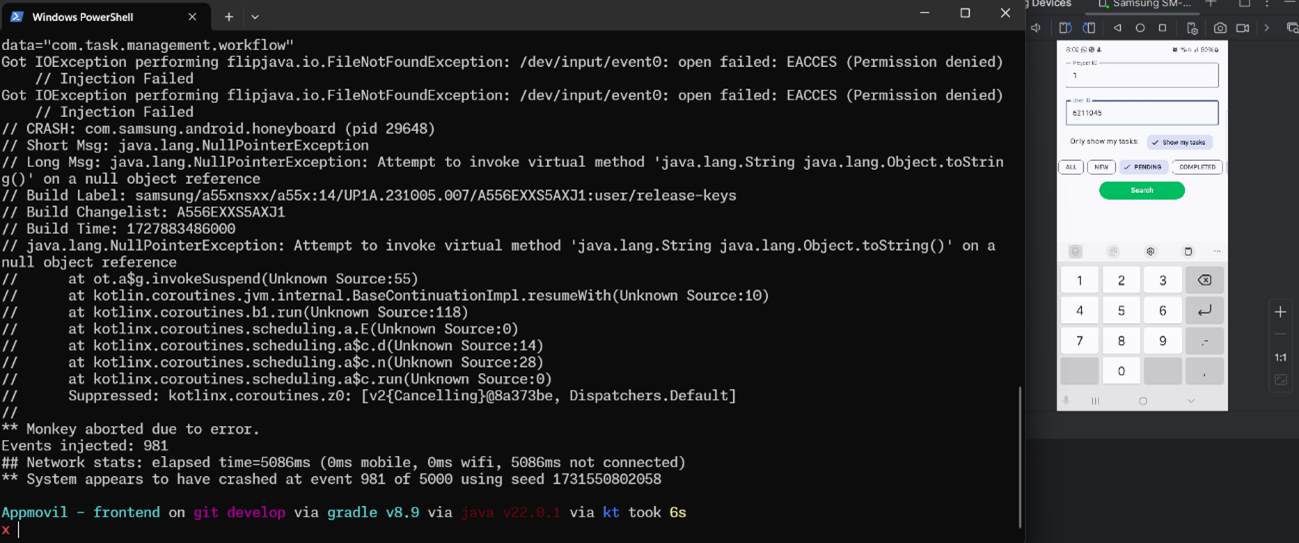 Windows PowerShell
data="com.task.management.workflow"
Got IOException performing flipjava.io.FileNotFoundException: /dev/input/event0: open failed: EACCES (Permission denied)
// Injection Failed
Got IOException performing flipjava.io.FileNotFoundException: /dev/input/event0: open failed: EACCES (Permission denied)
// Injection Failed
// CRASH: com.samsung.android.honeyboard (pid 29648)
// Short Msg: java.lang.NullPointerException
// Long Msg: java.lang.NullPointerException: Attempt to invoke virtual method 'java.lang.String java.lang.Object.toStrin
g()' on a null object reference
// Build Label: samsung/a55xnsxx/a55x:14/UP1A.231005.007/A556EXXS5AXJ1:user/release-keys
// Build Changelist: A556EXXS5AXJ1
// Build Time: 1727883486000
// java.lang.NullPointerException: Attempt to invoke virtual method 'java.lang.String java.lang.Object.toString()' on a
null object reference
// at ot.a$g.invokeSuspend(Unknown Source:55)
// at kotlin.coroutines.jvm.internal.BaseContinuationImpl.resumeWith(Unknown Source:10)
// at kotlinx.coroutines.b1.run(Unknown Source:118)
// at kotlinx.coroutines.scheduling.a.E(Unknown Source:0)
// at kotlinx.coroutines.scheduling.a$c.d(Unknown Source:14)
// at kotlinx.coroutines.scheduling.a$c.n(Unknown Source:28)
// at kotlinx.coroutines.scheduling.a$c.run(Unknown Source:0)
// Suppressed: kotlinx.coroutines.z0: [v2{Cancelling}@8a373be, Dispatchers.Default]
//
** Monkey aborted due to error.
Events injected: 981
## Network stats: elapsed time=5086ms (0ms mobile, 0ms wifi, 5086ms not connected)
** System appears to have crashed at event 981 of 5000 using seed 1731550802058
Appmovil - frontend on git develop via gradle v8.9 via java v22.0.1 via kt took 6s
x
g Devices Samsung SM-...
8:02 80%
Project ID
1
User ID
6211045
Only show my tasks: Show my tasks
ALL NEW PENDING COMPLETED
Search
1 2 3
4 5 6
7 8 9 .-
0 ,
1:1